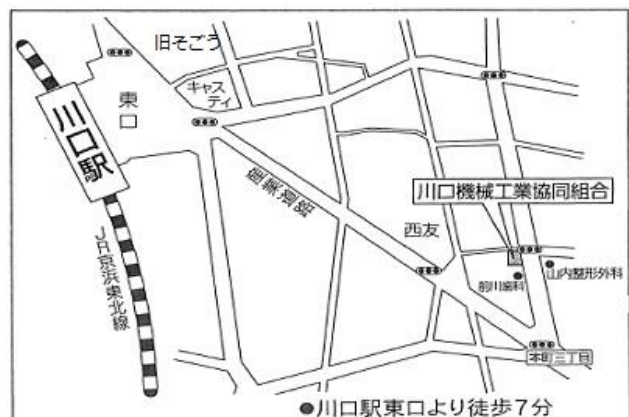 旧そごう
キャス
ティ
東口
川口駅
産業道路
川口機械工業協同組合
西友
JR京浜東北線
前川歯科
山内整形外科
本町三丁目
●川口駅東口より徒歩7分